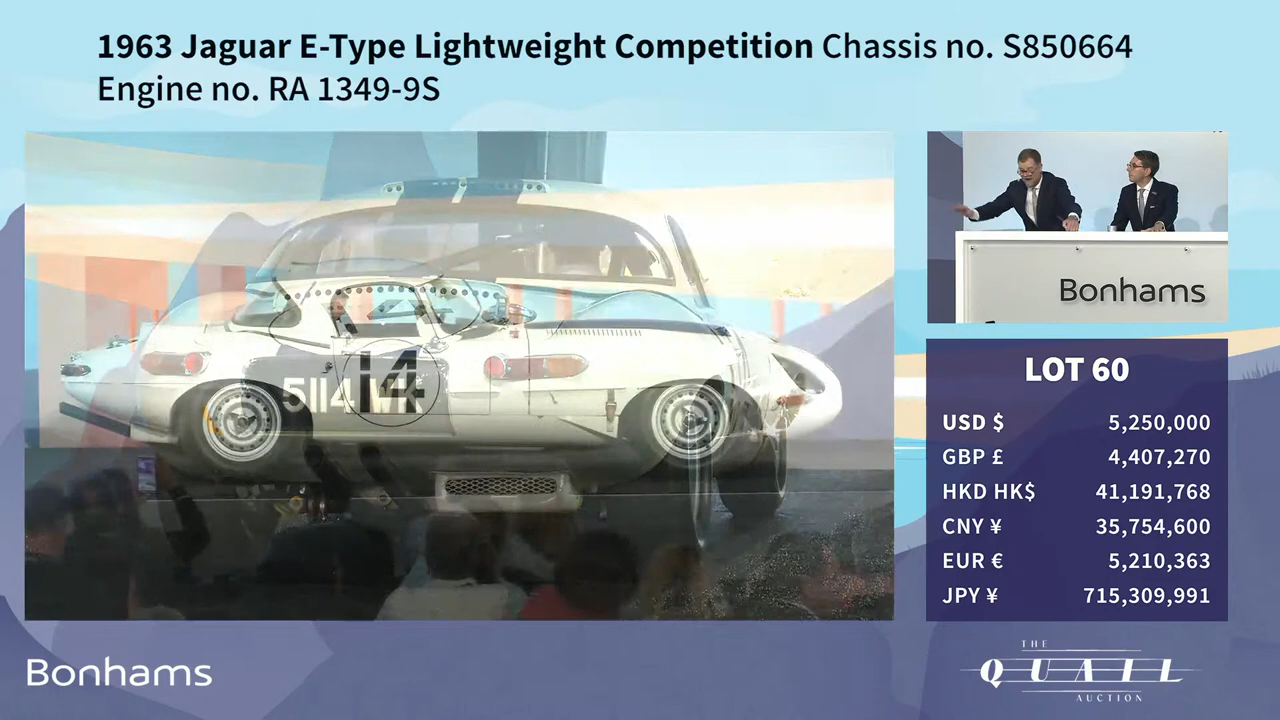 1963 Jaguar E-Type Lightweight Competition Chassis no. S850664
Engine no. RA 1349-9S
14
Bonhams
LOT 60
USD $ 5,250,000
GBP £ 4,407,270
HKD HK$ 41,191,768
CNY ¥ 35,754,600
EUR € 5,210,363
JPY ¥ 715,309,991
Bonhams
THE
QUAIL
AUCTION